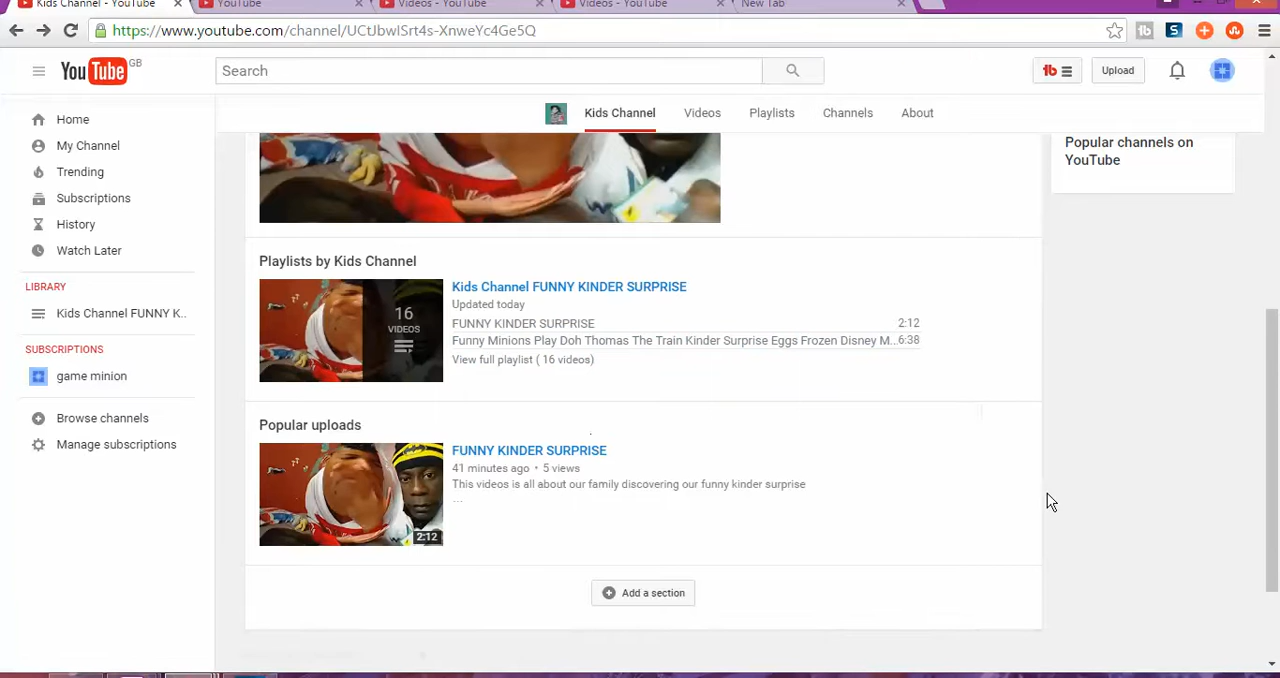 Kids Channel - YouTube
YouTube
Videos - YouTube
Videos - YouTube
New Tab
https://www.youtube.com/channel/UCtJbwlSrt4s-XnweYc4Ge5Q
YouTube GB
Search
Upload
Kids Channel
Videos
Playlists
Channels
About
Home
My Channel
Trending
Subscriptions
History
Watch Later
LIBRARY
Kids Channel FUNNY K..
SUBSCRIPTIONS
game minion
Browse channels
Manage subscriptions
Popular channels on
YouTube
Playlists by Kids Channel
16
VIDEOS
Kids Channel FUNNY KINDER SURPRISE
Updated today
FUNNY KINDER SURPRISE 2:12
Funny Minions Play Doh Thomas The Train Kinder Surprise Eggs Frozen Disney M... 6:38
View full playlist ( 16 videos)
Popular uploads
2:12
FUNNY KINDER SURPRISE
41 minutes ago • 5 views
This videos is all about our family discovering our funny kinder surprise
...
Add a section